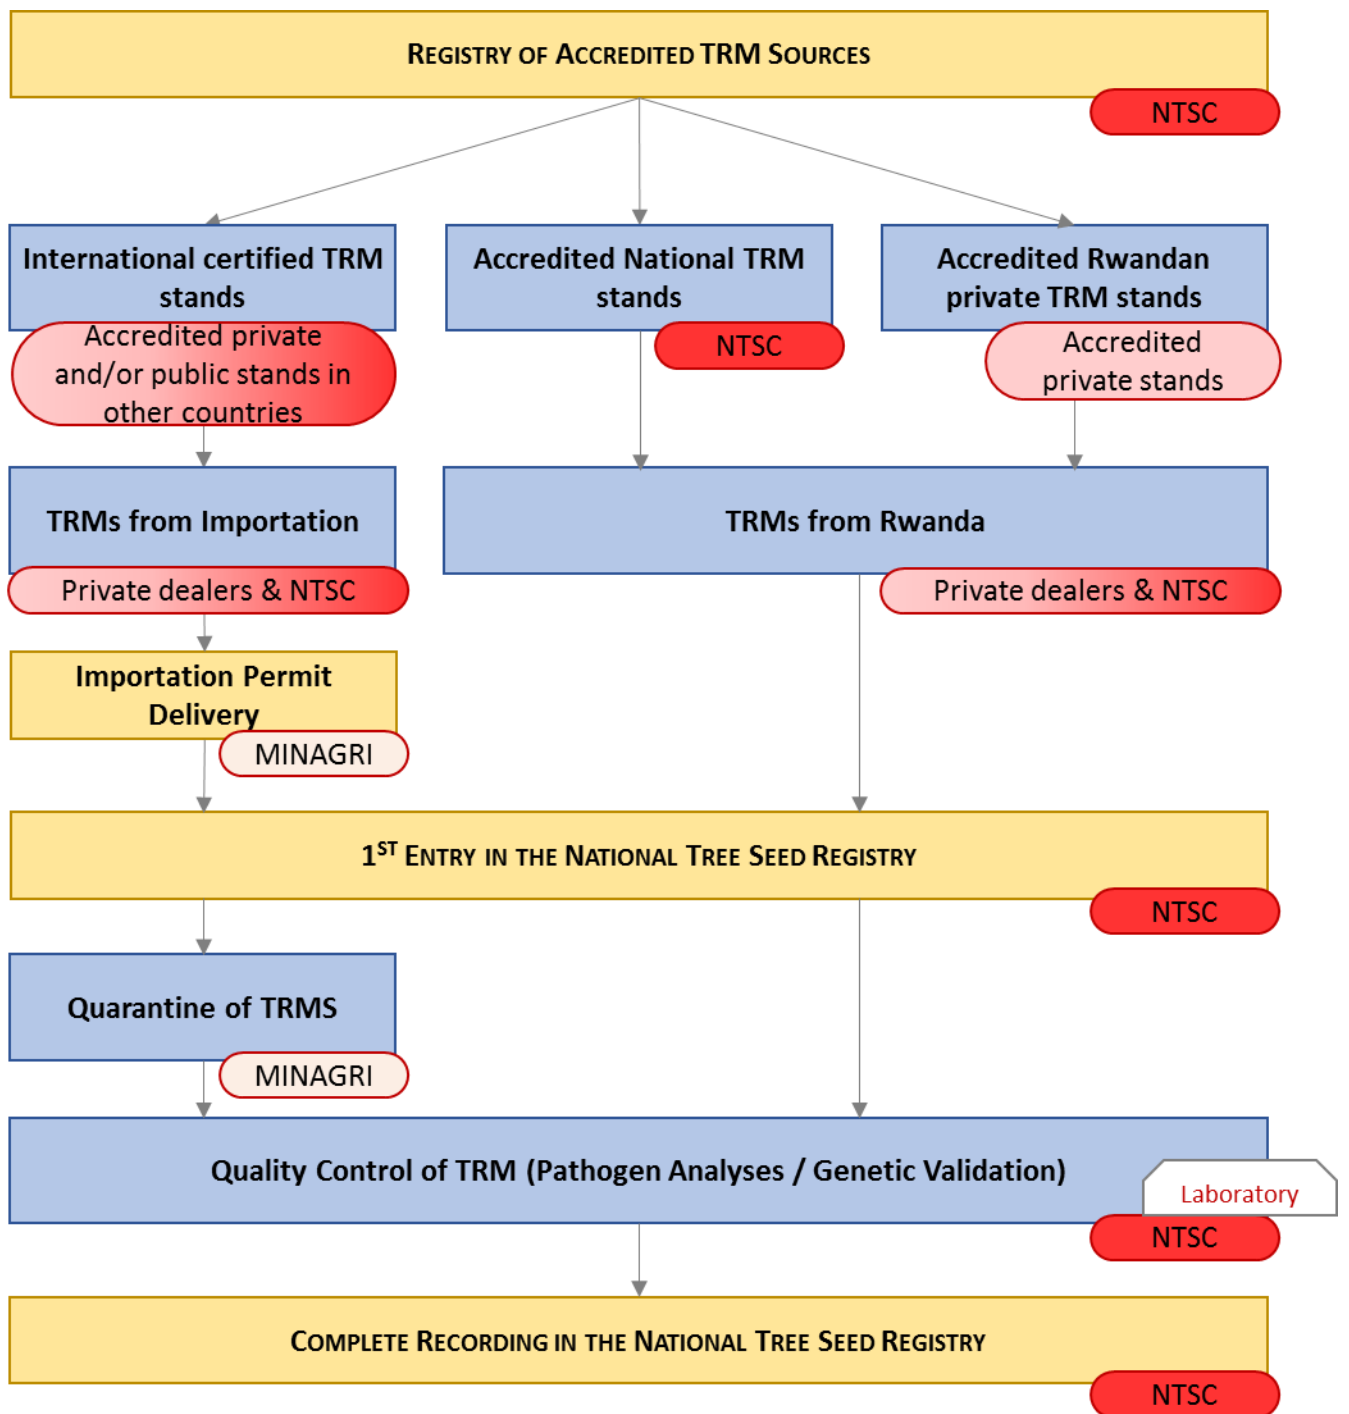 REGISTRY OF ACCREDITED TRM SOURCES
NTSC
International certified TRM
stands
Accredited private
and/or public stands in
other countries
Accredited National TRM
stands
NTSC
Accredited Rwandan
private TRM stands
Accredited
private stands
TRMs from Importation
Private dealers & NTSC
TRMs from Rwanda
Private dealers & NTSC
Importation Permit
Delivery
MINAGRI
1ST ENTRY IN THE NATIONAL TREE SEED REGISTRY
NTSC
Quarantine of TRMS
MINAGRI
Quality Control of TRM (Pathogen Analyses / Genetic Validation)
Laboratory
NTSC
COMPLETE RECORDING IN THE NATIONAL TREE SEED REGISTRY
NTSC